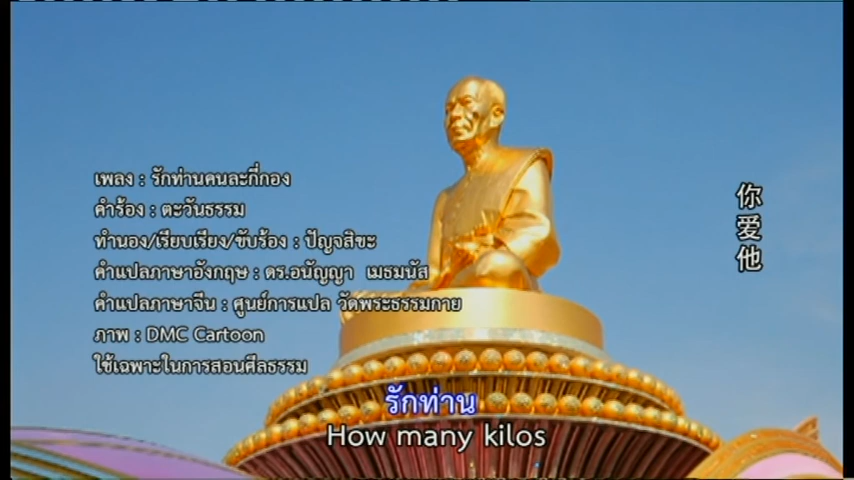 เพลง : รักท่านคนละกี่กอง
คำร้อง : ตะวันธรรม
ทำนอง/เรียบเรียง/ขับร้อง : ปัญจสิขะ
คำแปลภาษาอังกฤษ : ดร.อนัญญา เมธมนัส
คำแปลภาษาจีน : ศูนย์การแปล วัดพระธรรมกาย
ภาพ : DMC Cartoon
ใช้เฉพาะในการสอนศีลธรรม
你爱他
รักท่าน
How many kilos